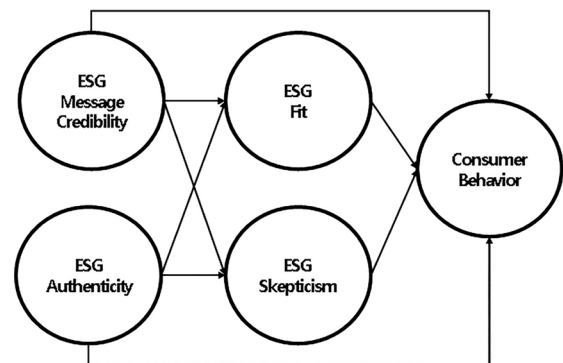 ESG
Message
Credibility
ESG
Fit
Consumer
Behavior
ESG
Authenticity
ESG
Skepticism